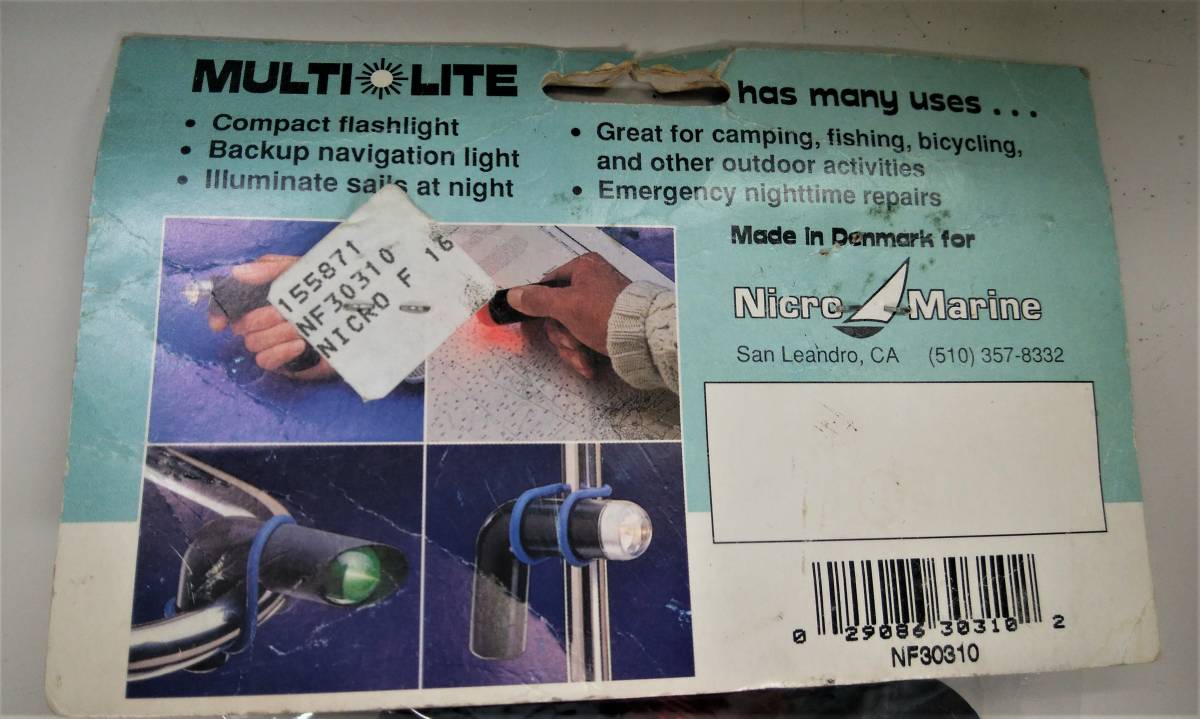 MULTI LITE has many uses . . .
• Compact flashlight
• Backup navigation light
• Illuminate sails at night
• Great for camping, fishing, bicycling,
and other outdoor activities
• Emergency nighttime repairs
Made in Denmark for
Nicro Marine
San Leandro, CA (510) 357-8332
155871
NF30310
NICRO F 16
0 29086 30310 2
NF30310